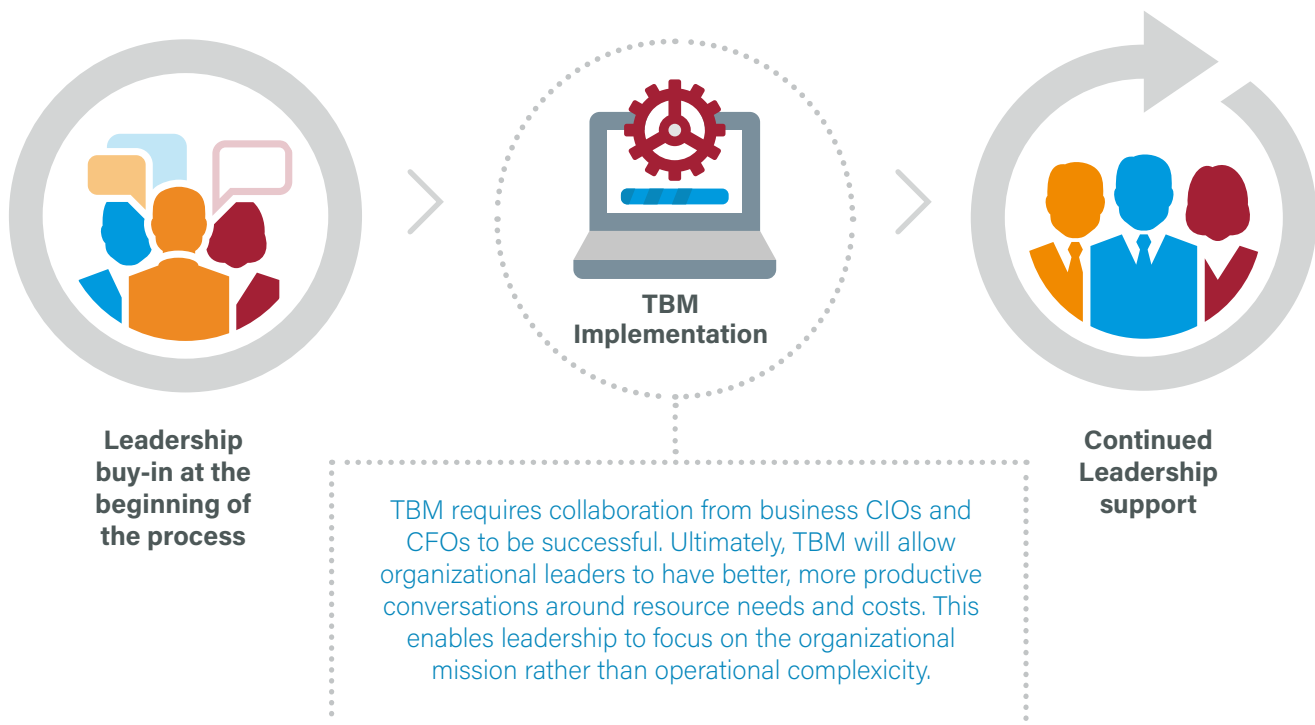 TBM
Implementation
Leadership
buy-in at the
beginning of
the process
Continued
Leadership
support
TBM requires collaboration from business CIOs and
CFOs to be successful. Ultimately, TBM will allow
organizational leaders to have better, more productive
conversations around resource needs and costs. This
enables leadership to focus on the organizational
mission rather than operational complexicity.